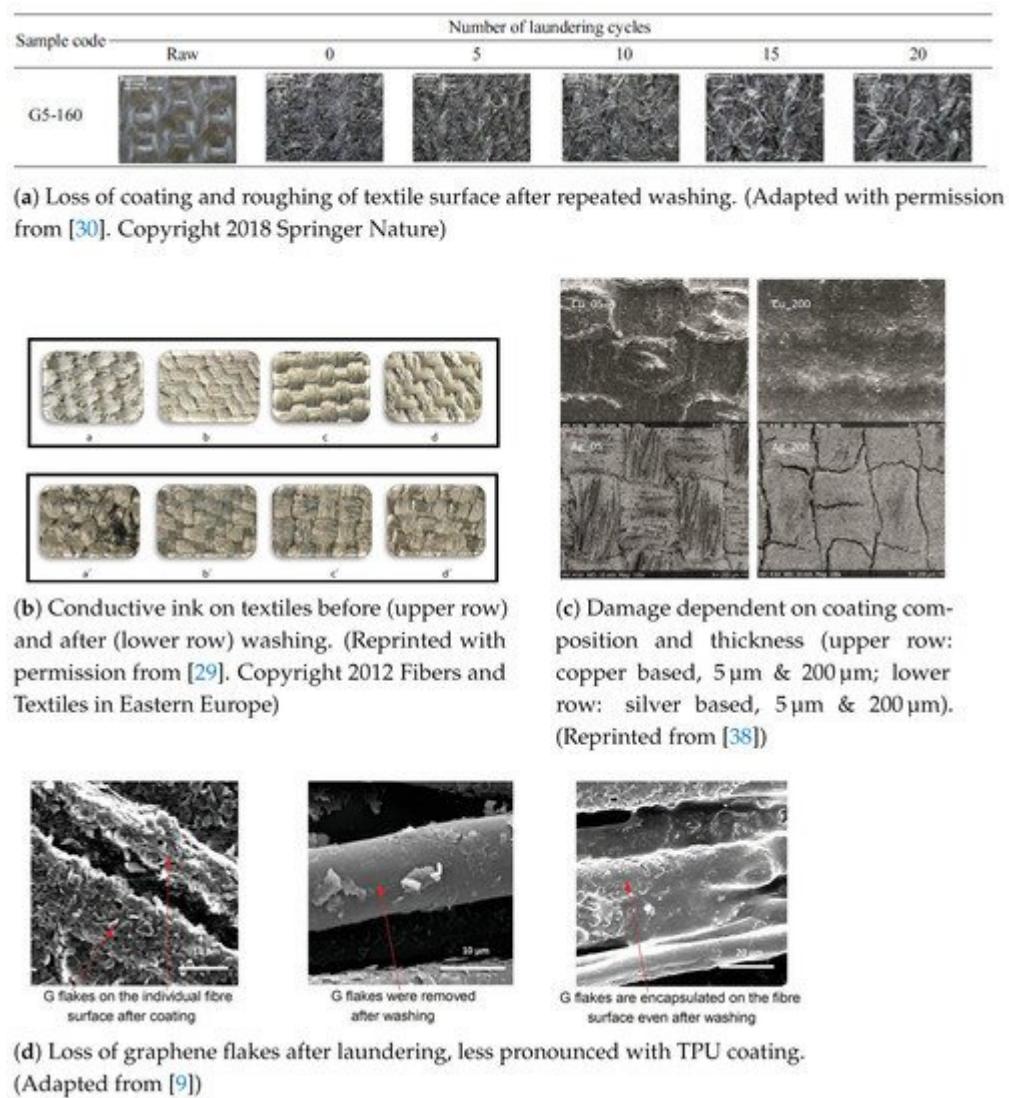 Sample code
Number of laundering cycles
Raw 0 5 10 15 20
G5-160
(a) Loss of coating and roughing of textile surface after repeated washing. (Adapted with permission
from [30]. Copyright 2018 Springer Nature)
a b c d
a' b' c' d'
(b) Conductive ink on textiles before (upper row)
and after (lower row) washing. (Reprinted with
permission from [29]. Copyright 2012 Fibers and
Textiles in Eastern Europe)
Cu_05 Cu_200
Ag_05 Ag_200
(c) Damage dependent on coating com-
position and thickness (upper row:
copper based, 5 µm & 200 µm; lower
row: silver based, 5 µm & 200 µm).
(Reprinted from [38])
10 µm
20
G flakes on the individual fibre
surface after coating
G flakes were removed
after washing
G flakes are encapsulated on the fibre
surface even after washing
(d) Loss of graphene flakes after laundering, less pronounced with TPU coating.
(Adapted from [9])